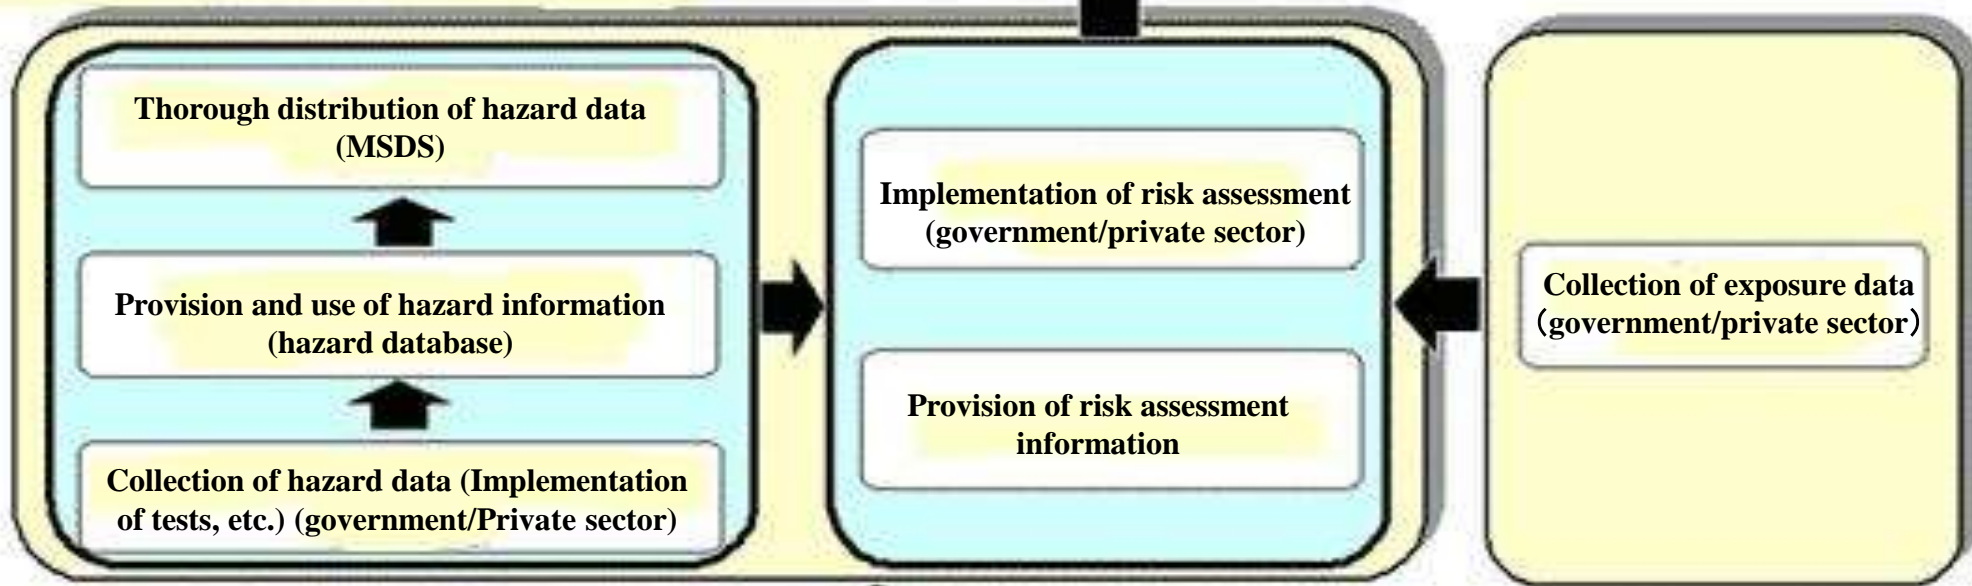 Thorough distribution of hazard data
(MSDS)
Provision and use of hazard information
(hazard database)
Collection of hazard data (Implementation
of tests, etc.) (government/Private sector)
Implementation of risk assessment
(government/private sector)
Provision of risk assessment
information
Collection of exposure data
（government/private sector）